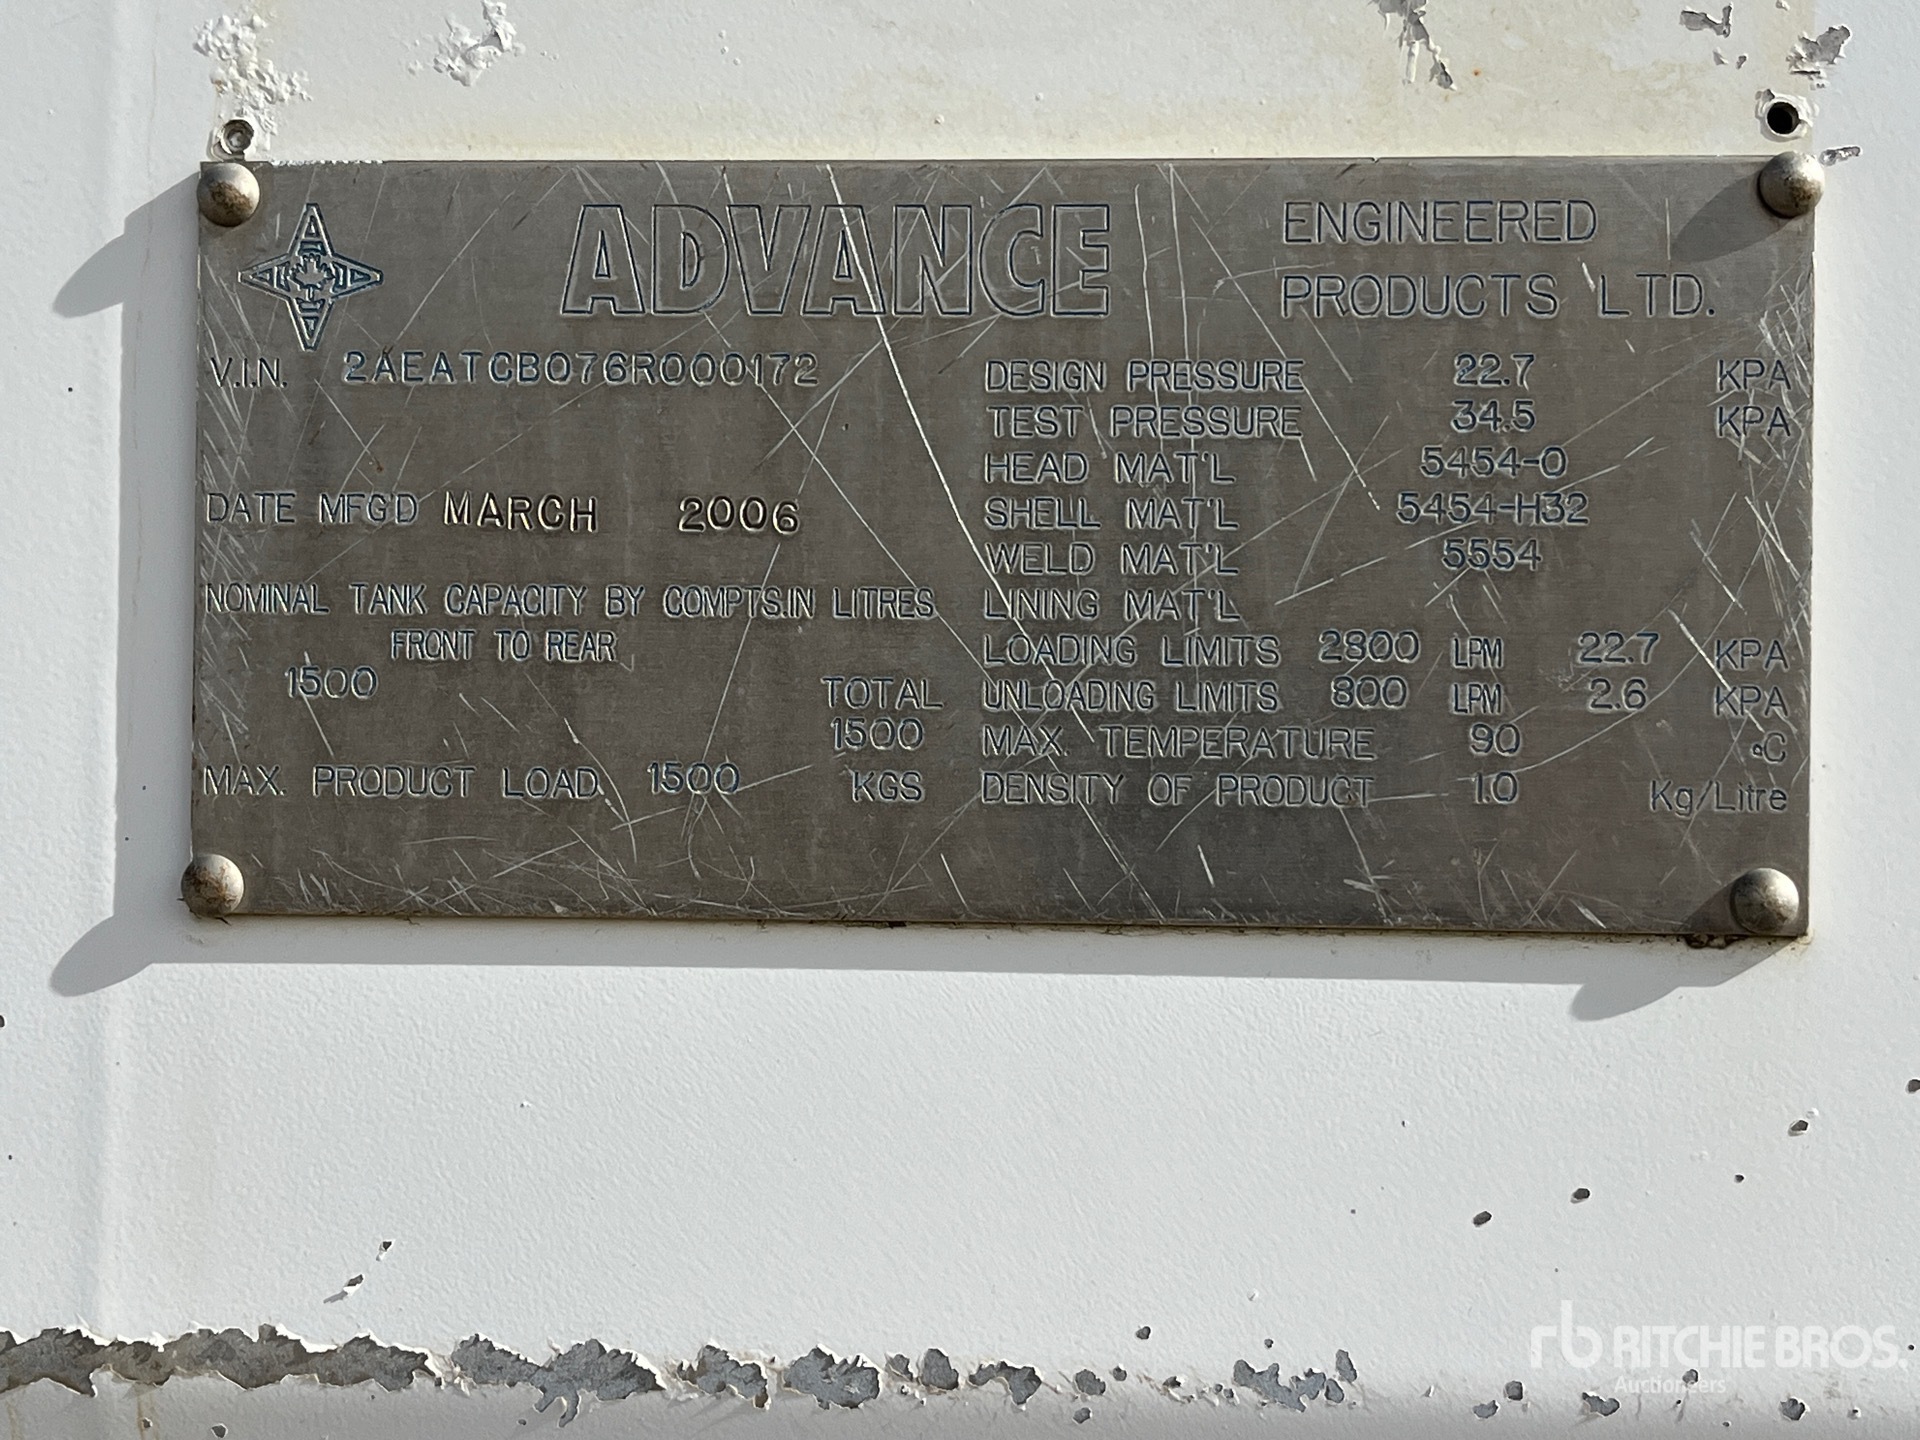 ADVANCE
ENGINEERED
PRODUCTS LTD.
V.I.N. 2AEATCB076R000172
DATE MFG'D MARCH 2006
NOMINAL TANK CAPACITY BY COMPTS.IN LITRES
FRONT TO REAR
1500
TOTAL
1500
MAX. PRODUCT LOAD 1500 KGS
DESIGN PRESSURE 22.7 KPA
TEST PRESSURE 34.5 KPA
HEAD MAT'L 5454-0
SHELL MAT'L 5454-H32
WELD MAT'L 5554
LINING MAT'L
LOADING LIMITS 2800 LPM 22.7 KPA
UNLOADING LIMITS 800 LPM 2.6 KPA
MAX. TEMPERATURE 90 °C
DENSITY OF PRODUCT 1.0 Kg/Litre
rb RITCHIE BROS.
Auctioneers